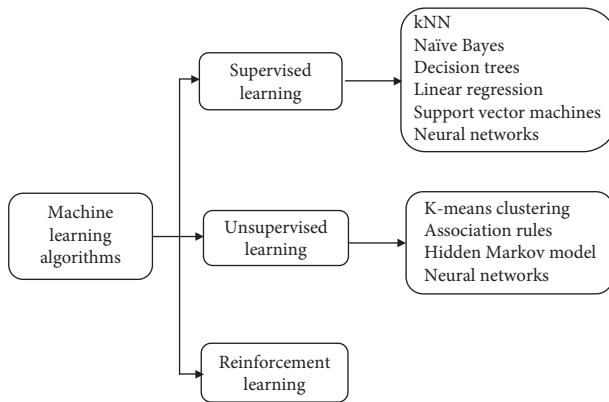 Machine
learning
algorithms
Supervised
learning
kNN
Naïve Bayes
Decision trees
Linear regression
Support vector machines
Neural networks
Unsupervised
learning
K-means clustering
Association rules
Hidden Markov model
Neural networks
Reinforcement
learning